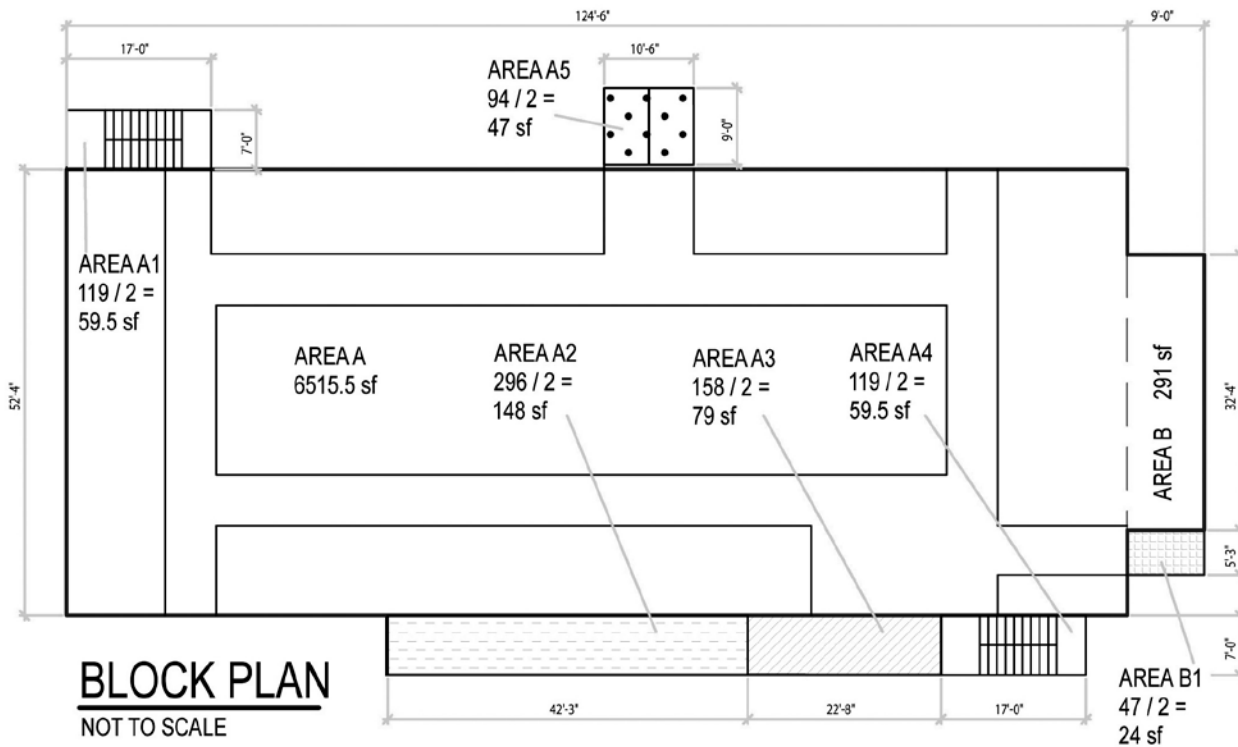 124'-6"
9'-0"
17'-0"
10'-6"
AREA A5
94 / 2 =
47 sf
9'-0"
7'-0"
AREA A1
119 / 2 =
59.5 sf
52'-4"
AREA A
6515.5 sf
AREA A2
296 / 2 =
148 sf
AREA A3
158 / 2 =
79 sf
AREA A4
119 / 2 =
59.5 sf
AREA B 291 sf
32'-4"
5'-3"
7'-0"
BLOCK PLAN
NOT TO SCALE
42'-3"
22'-8"
17'-0"
AREA B1
47 / 2 =
24 sf